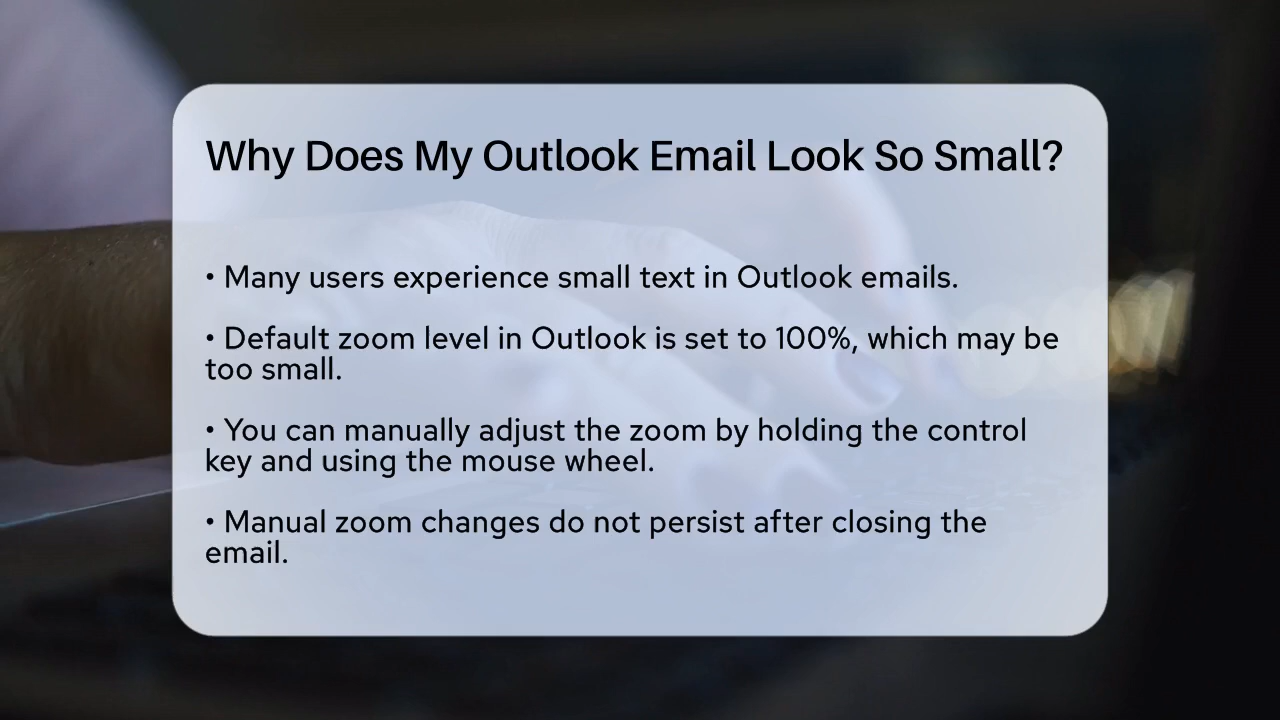 Why Does My Outlook Email Look So Small?
• Many users experience small text in Outlook emails.
• Default zoom level in Outlook is set to 100%, which may be
too small.
• You can manually adjust the zoom by holding the control
key and using the mouse wheel.
• Manual zoom changes do not persist after closing the
email.